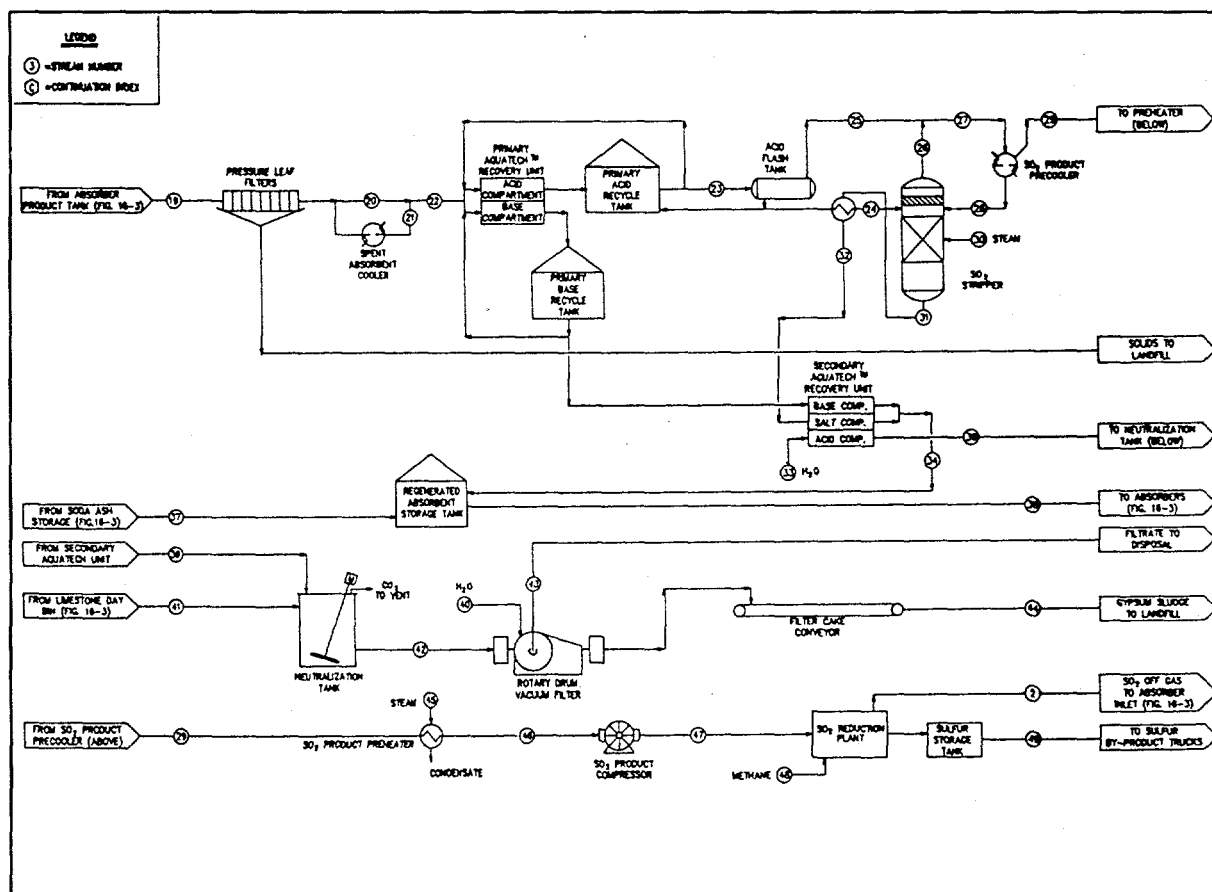 LEGEND
③ =STREAM NUMBER
C =CONTINUATION INDEX
25
27
29
TO PREHEATER
(BELOW)
PRIMARY
AQUATECH ™
RECOVERY UNIT
ACID
FLASH
TANK
26
SO2 PRODUCT
PRECOOLER
PRESSURE LEAF
FILTERS
FROM ABSORBER
PRODUCT TANK (FIG. 16-3)
19
20
21
22
ACID
COMPARTMENT
BASE
COMPARTMENT
PRIMARY
ACID
RECYCLE
TANK
23
24
28
30
STEAM
SPENT
ABSORBENT
COOLER
32
SO2
STRIPPER
PRIMARY
BASE
RECYCLE
TANK
31
SOLIDS TO
LANDFILL
SECONDARY
AQUATECH ™
RECOVERY UNIT
BASE COMP.
SALT COMP.
ACID COMP.
TO NEUTRALIZATION
TANK (BELOW)
33
H2O
34
REGENERATED
ABSORBENT
STORAGE TANK
FROM SODA ASH
STORAGE (FIG.16-3)
37
TO ABSORBERS
(FIG. 16-3)
FROM SECONDARY
AQUATECH UNIT
FILTRATE TO
DISPOSAL
43
CO2
TO VENT
H2O
40
FROM LIMESTONE DAY
BIN (FIG. 16-3)
41
M
FILTER CAKE
CONVEYOR
44
GYPSUM SLUDGE
TO LANDFILL
42
NEUTRALIZATION
TANK
ROTARY DRUM
VACUUM FILTER
STEAM
45
2
SO2 OFF GAS
TO ABSORBER
INLET (FIG. 16-3)
FROM SO2 PRODUCT
PRECOOLER (ABOVE)
29
SO2 PRODUCT PREHEATER
46
47
SO2 REDUCTION
PLANT
SULFUR
STORAGE
TANK
49
TO SULFUR
BY-PRODUCT TRUCKS
CONDENSATE
SO2 PRODUCT
COMPRESSOR
METHANE
48